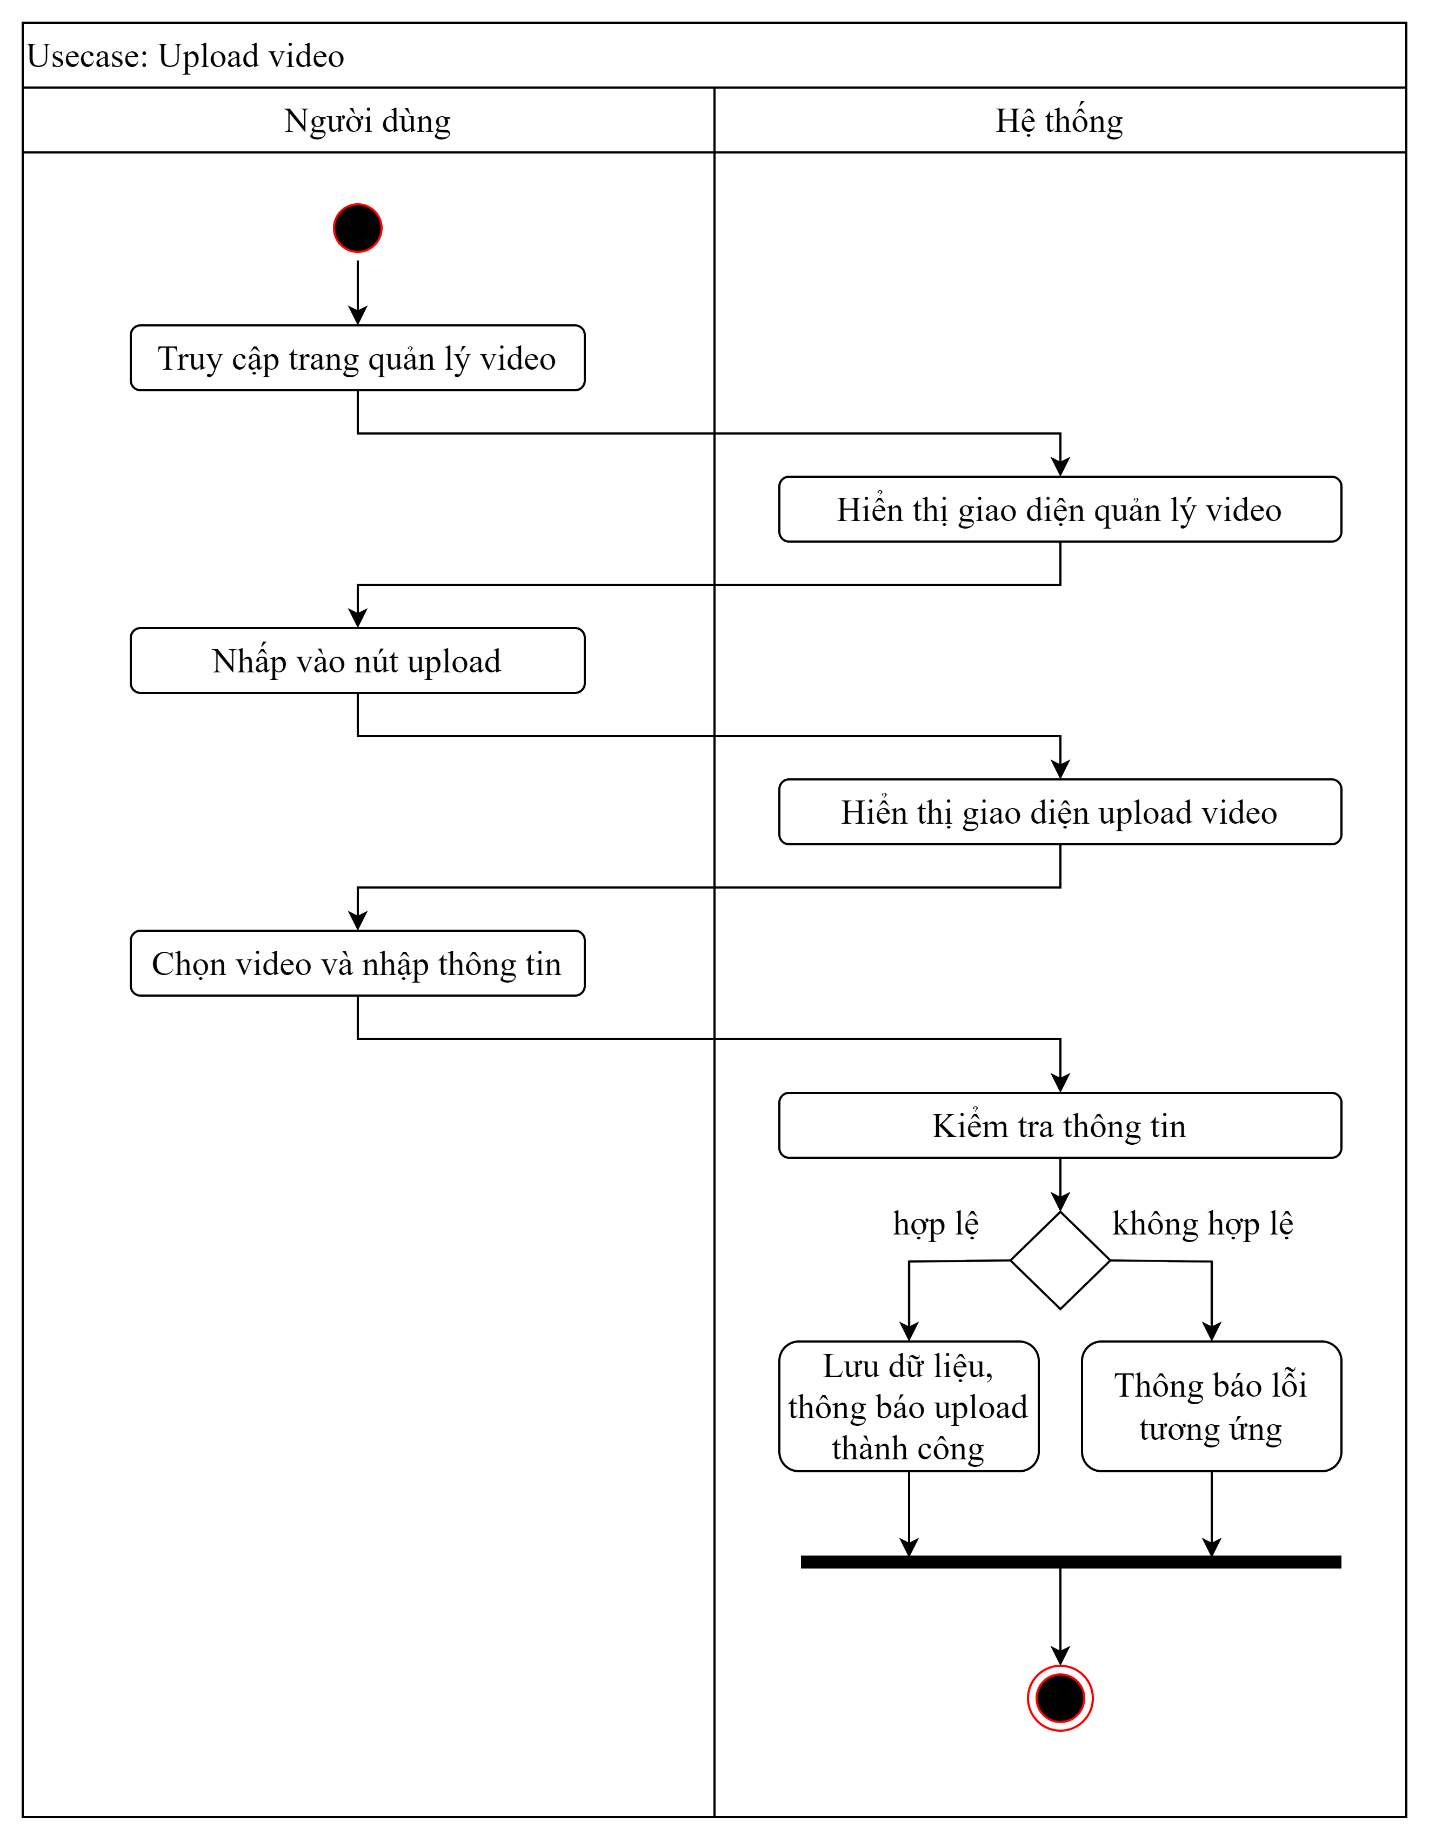 Usecase: Upload video
Người dùng
Hệ thống
Truy cập trang quản lý video
Hiển thị giao diện quản lý video
Nhấp vào nút upload
Hiển thị giao diện upload video
Chọn video và nhập thông tin
Kiểm tra thông tin
hợp lệ
không hợp lệ
Lưu dữ liệu,
thông báo upload
thành công
Thông báo lỗi
tương ứng